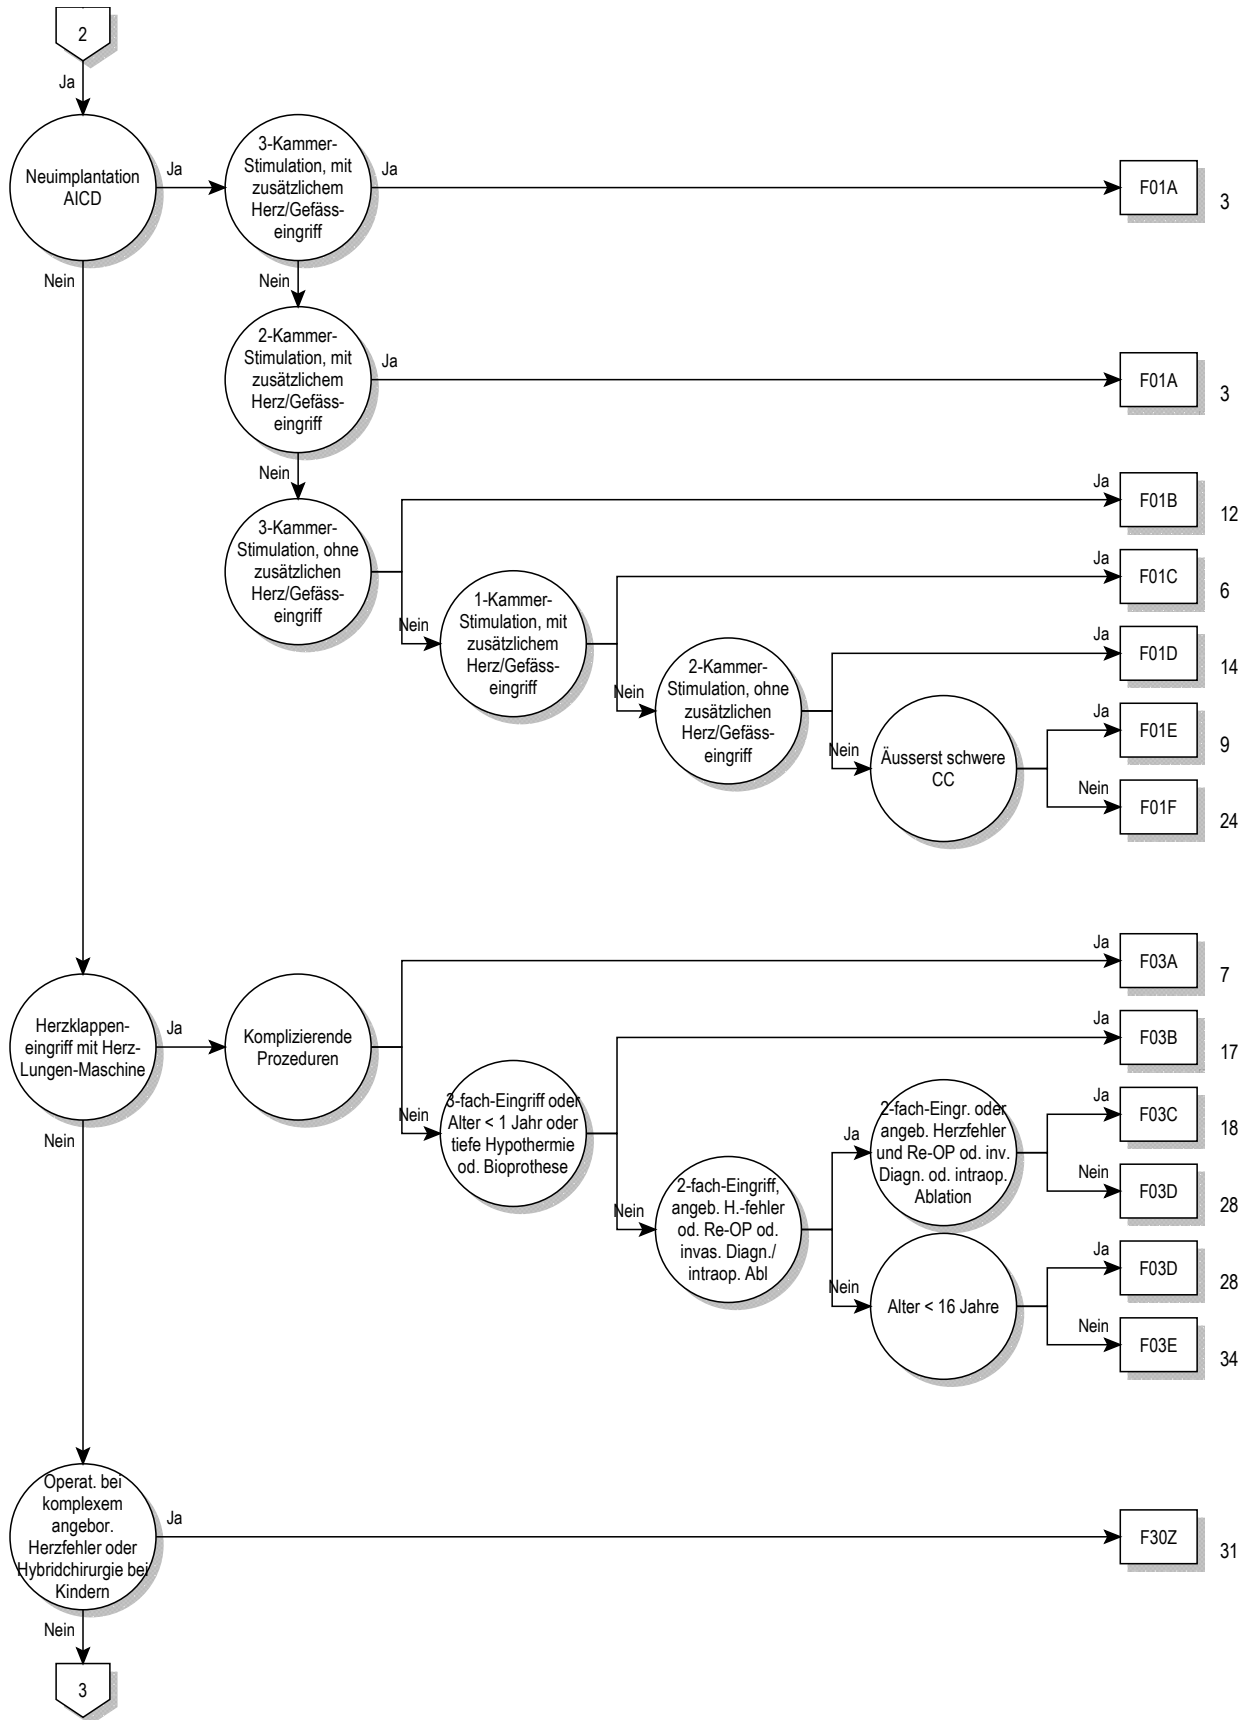 2
Ja
Neuimplantation
AICD
Ja
3-Kammer-
Stimulation, mit
zusätzlichem
Herz/Gefäss-
eingriff
Ja
F01A
3
Nein
Nein
2-Kammer-
Stimulation, mit
zusätzlichem
Herz/Gefäss-
eingriff
Ja
F01A
3
Nein
3-Kammer-
Stimulation, ohne
zusätzlichen
Herz/Gefäss-
eingriff
Ja
F01B
12
Nein
1-Kammer-
Stimulation, mit
zusätzlichem
Herz/Gefäss-
eingriff
Ja
F01C
6
Nein
2-Kammer-
Stimulation, ohne
zusätzlichen
Herz/Gefäss-
eingriff
Ja
F01D
14
Nein
Äusserst schwere
CC
Ja
F01E
9
Nein
F01F
24
Herzklappen-
eingriff mit Herz-
Lungen-Maschine
Ja
Komplizierende
Prozeduren
Ja
F03A
7
Nein
3-fach-Eingriff oder
Alter < 1 Jahr oder
tiefe Hypothermie
od. Bioprothese
Ja
F03B
17
Nein
2-fach-Eingriff,
angeb. H.-fehler
od. Re-OP od.
invas. Diagn./
intraop. Abl
Ja
2-fach-Eingr. oder
angeb. Herzfehler
und Re-OP od. inv.
Diagn. od. intraop.
Ablation
Ja
F03C
18
Nein
F03D
28
Nein
Alter < 16 Jahre
Ja
F03D
28
Nein
F03E
34
Nein
Operat. bei
komplexem
angebor.
Herzfehler oder
Hybridchirurgie bei
Kindern
Ja
F30Z
31
Nein
3